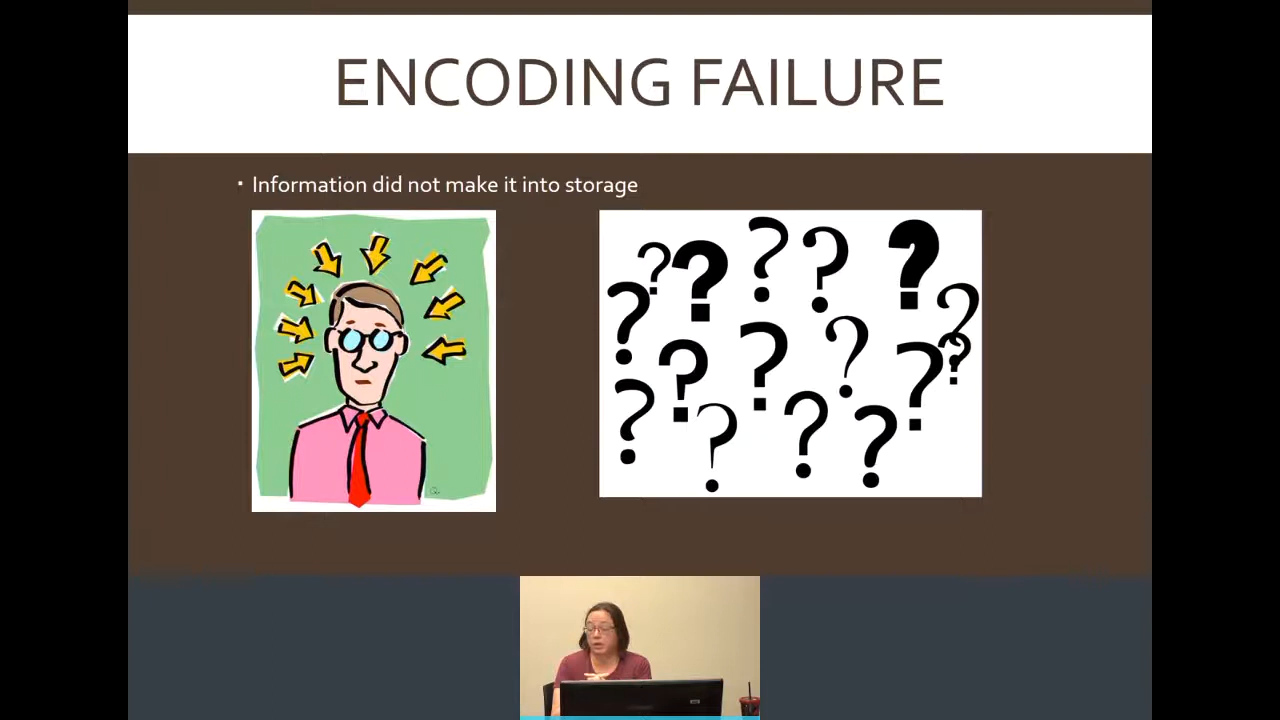 ENCODING FAILURE
▪ Information did not make it into storage
? ? ? ? ? ? ? ? ? ? ? ? ? ? ? ? ?